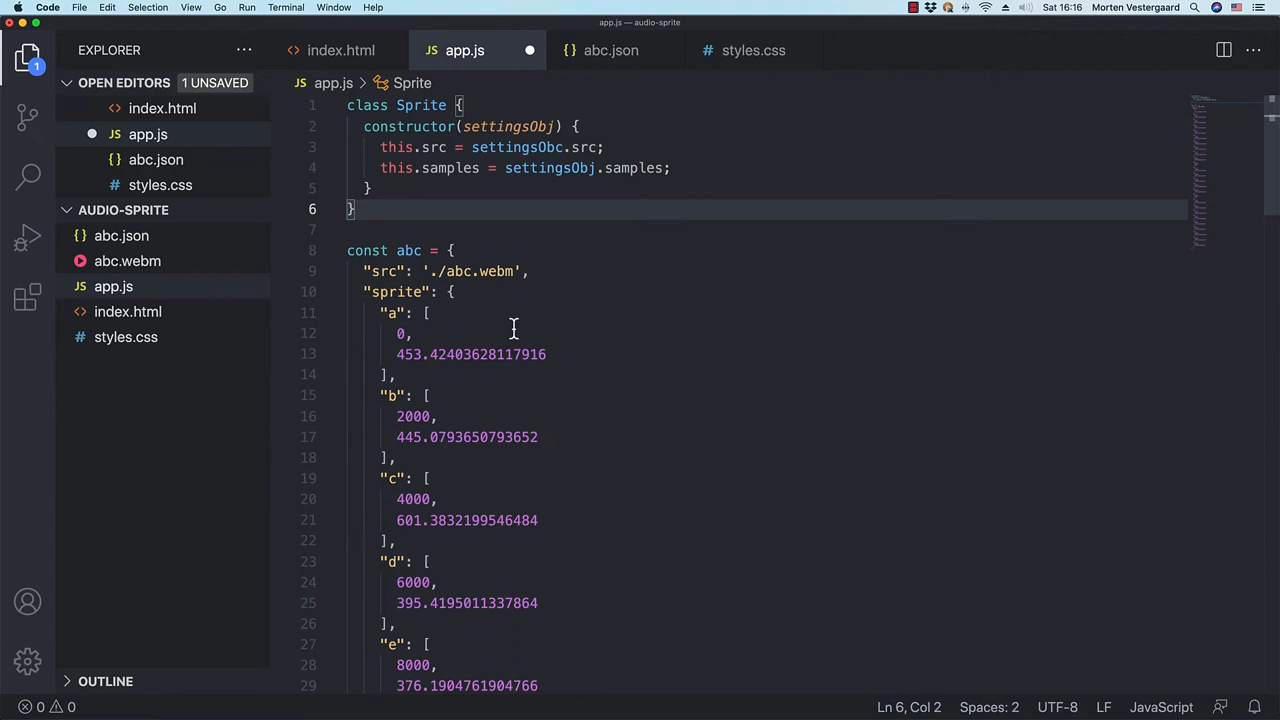 Code File Edit Selection View Go Run Terminal Window Help Sat 16:16 Morten Vestergaard
app.js — audio-sprite
EXPLORER
index.html
app.js
abc.json
styles.css
1
OPEN EDITORS 1 UNSAVED
index.html
JS app.js
{} abc.json
# styles.css
AUDIO-SPRITE
{} abc.json
abc.webm
JS app.js
<> index.html
# styles.css
OUTLINE
JS app.js > Sprite
1 class Sprite {
2 constructor(settingsObj) {
3 this.src = settingsObc.src;
4 this.samples = settingsObj.samples;
5 }
6 }
7
8 const abc = {
9 "src": './abc.webm',
10 "sprite": {
11 "a": [
12 0,
13 453.42403628117916
14 ],
15 "b": [
16 2000,
17 445.0793650793652
18 ],
19 "c": [
20 4000,
21 601.3832199546484
22 ],
23 "d": [
24 6000,
25 395.4195011337864
26 ],
27 "e": [
28 8000,
29 376.1904761904766
0 0 Ln 6, Col 2 Spaces: 2 UTF-8 LF JavaScript